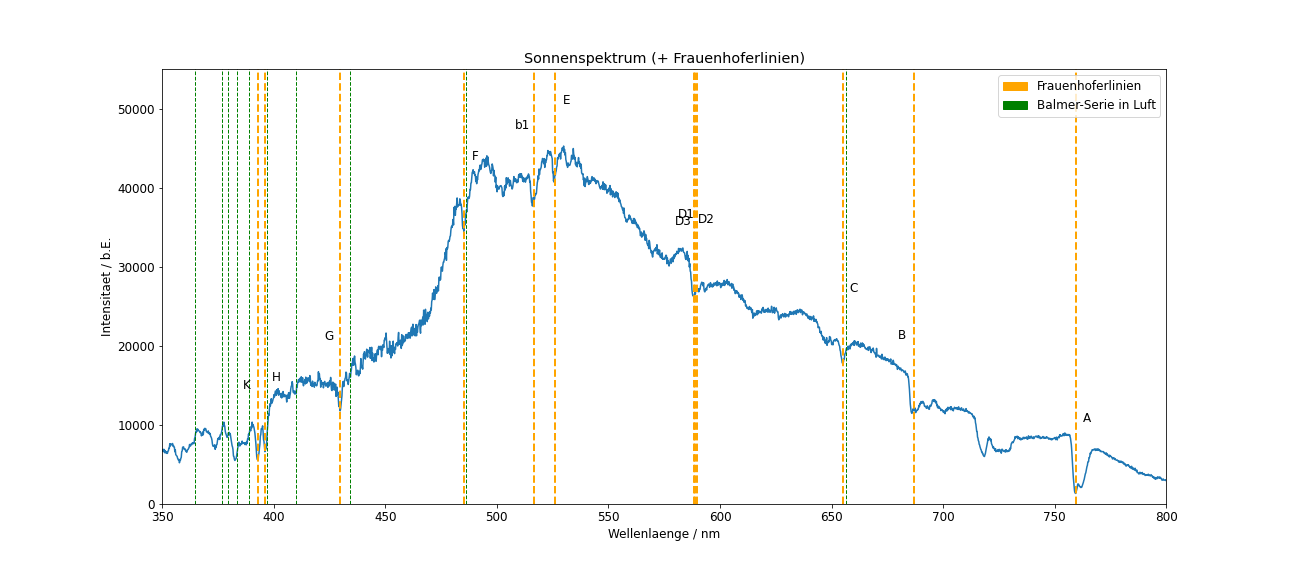 Sonnenspektrum (+ Frauenhoferlinien)
Frauenhoferlinien
Balmer-Serie in Luft
Intensitaet / b.E.
50000
40000
30000
20000
10000
0
E
b1
F
D1
D2
D3
C
B
G
H
K
A
350 400 450 500 550 600 650 700 750 800
Wellenlaenge / nm